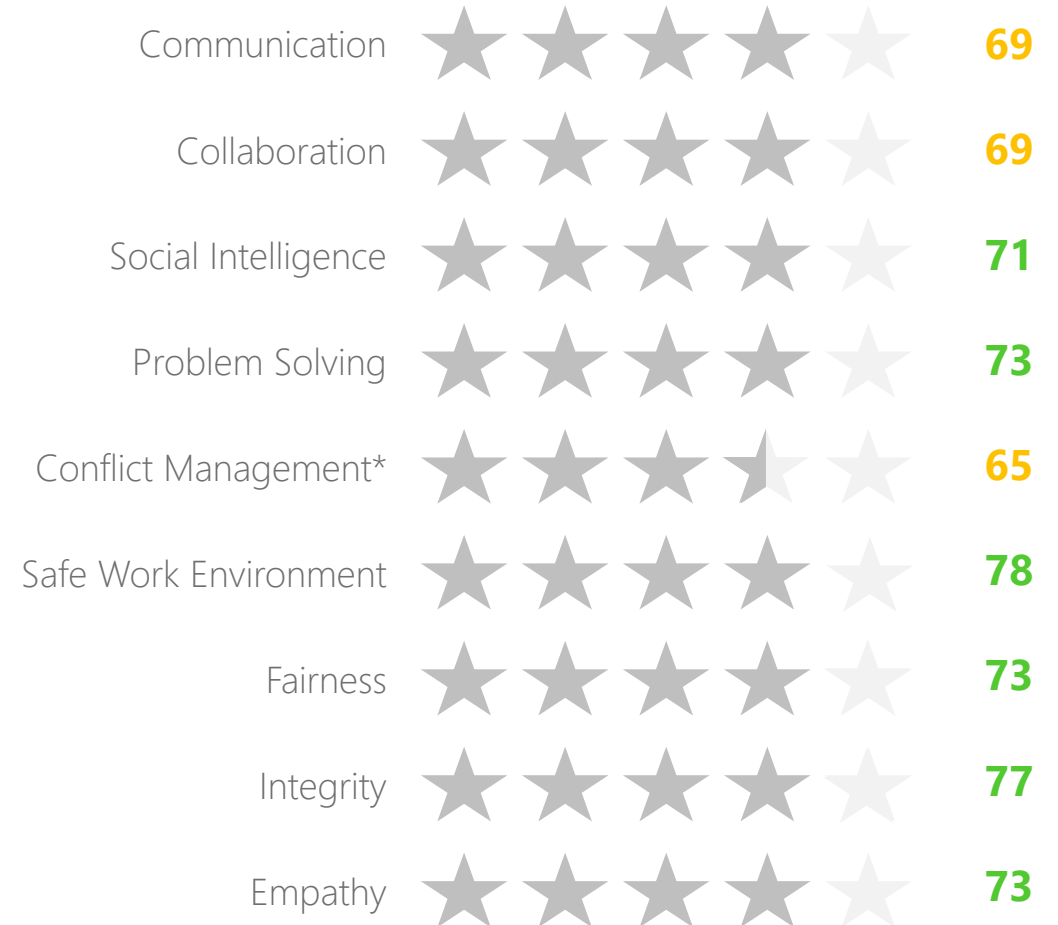 Communication 69
Collaboration 69
Social Intelligence 71
Problem Solving 73
Conflict Management* 65
Safe Work Environment 78
Fairness 73
Integrity 77
Empathy 73